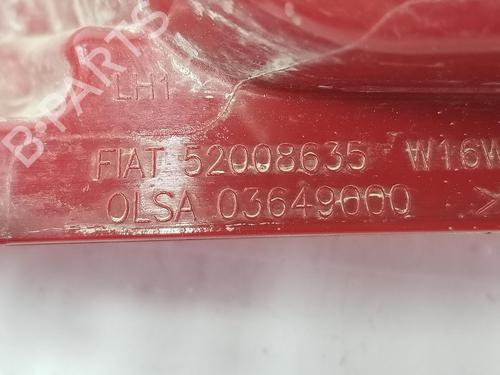 B-PARTS
LH1
FIAT 52008635 W16W
OLSA 03649000 >